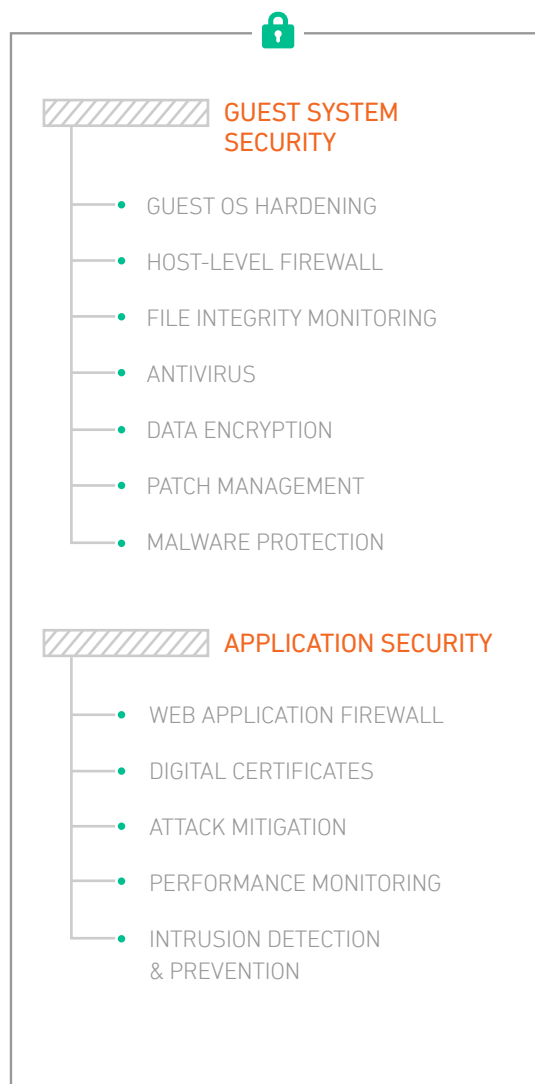 GUEST SYSTEM
SECURITY
GUEST OS HARDENING
HOST-LEVEL FIREWALL
FILE INTEGRITY MONITORING
ANTIVIRUS
DATA ENCRYPTION
PATCH MANAGEMENT
MALWARE PROTECTION
APPLICATION SECURITY
WEB APPLICATION FIREWALL
DIGITAL CERTIFICATES
ATTACK MITIGATION
PERFORMANCE MONITORING
INTRUSION DETECTION
& PREVENTION